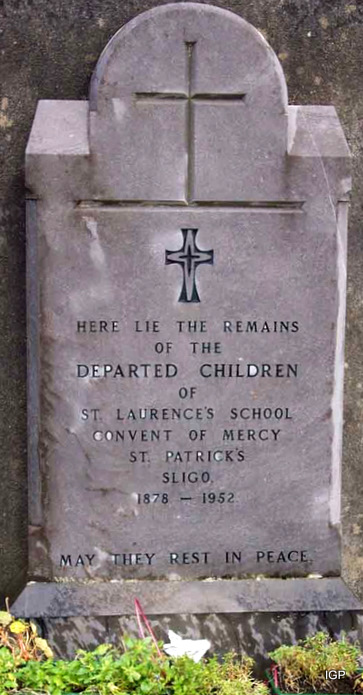 HERE LIE THE REMAINS
OF THE
DEPARTED CHILDREN
OF
ST. LAURENCE'S SCHOOL
CONVENT OF MERCY
ST. PATRICK'S
SLIGO.
1878 – 1952
MAY THEY REST IN PEACE.
IGP